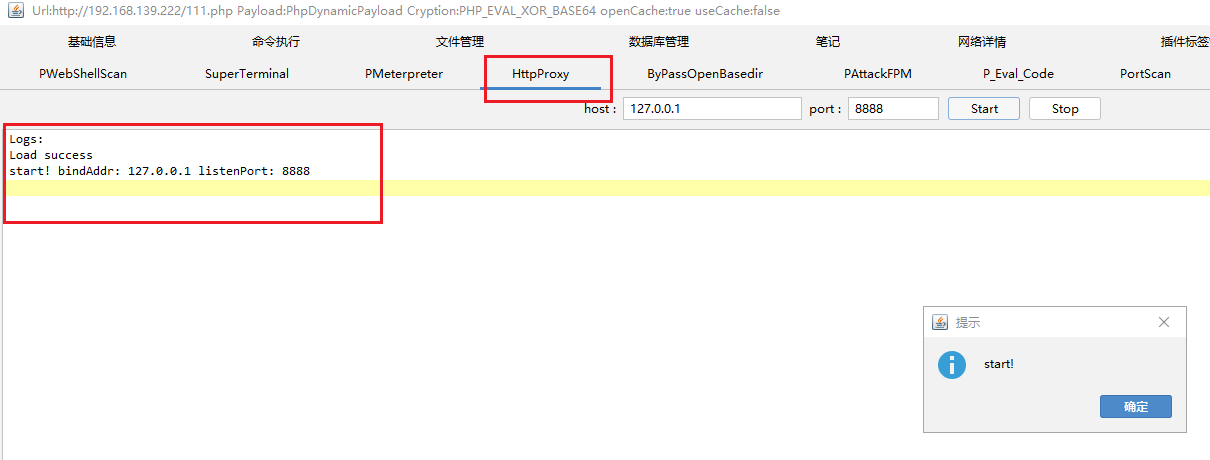 Url:http://192.168.139.222/111.php Payload:PhpDynamicPayload Cryption:PHP_EVAL_XOR_BASE64 openCache:true useCache:false
基础信息 命令执行 文件管理 数据库管理 笔记 网络详情 插件标签
PWebShellScan SuperTerminal PMeterpreter HttpProxy ByPassOpenBasedir PAttackFPM P_Eval_Code PortScan
host : 127.0.0.1 port : 8888 Start Stop
Logs:
Load success
start! bindAddr: 127.0.0.1 listenPort: 8888
提示
start!
确定